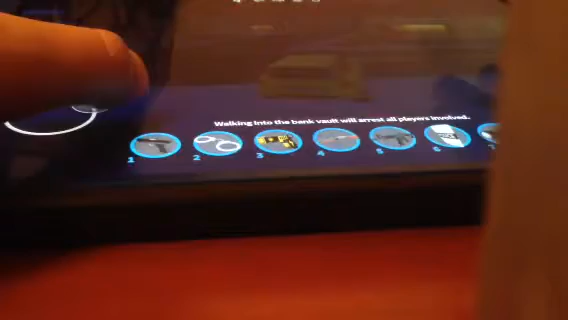 Walking into the bank vault will arrest all players involved.
1 2 3 4 5 6